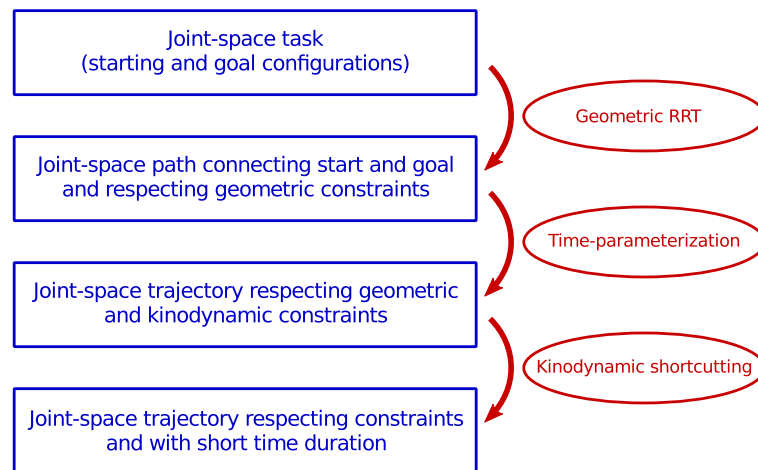 Joint-space task
(starting and goal configurations)
Geometric RRT
Joint-space path connecting start and goal
and respecting geometric constraints
Time-parameterization
Joint-space trajectory respecting geometric
and kinodynamic constraints
Kinodynamic shortcutting
Joint-space trajectory respecting constraints
and with short time duration